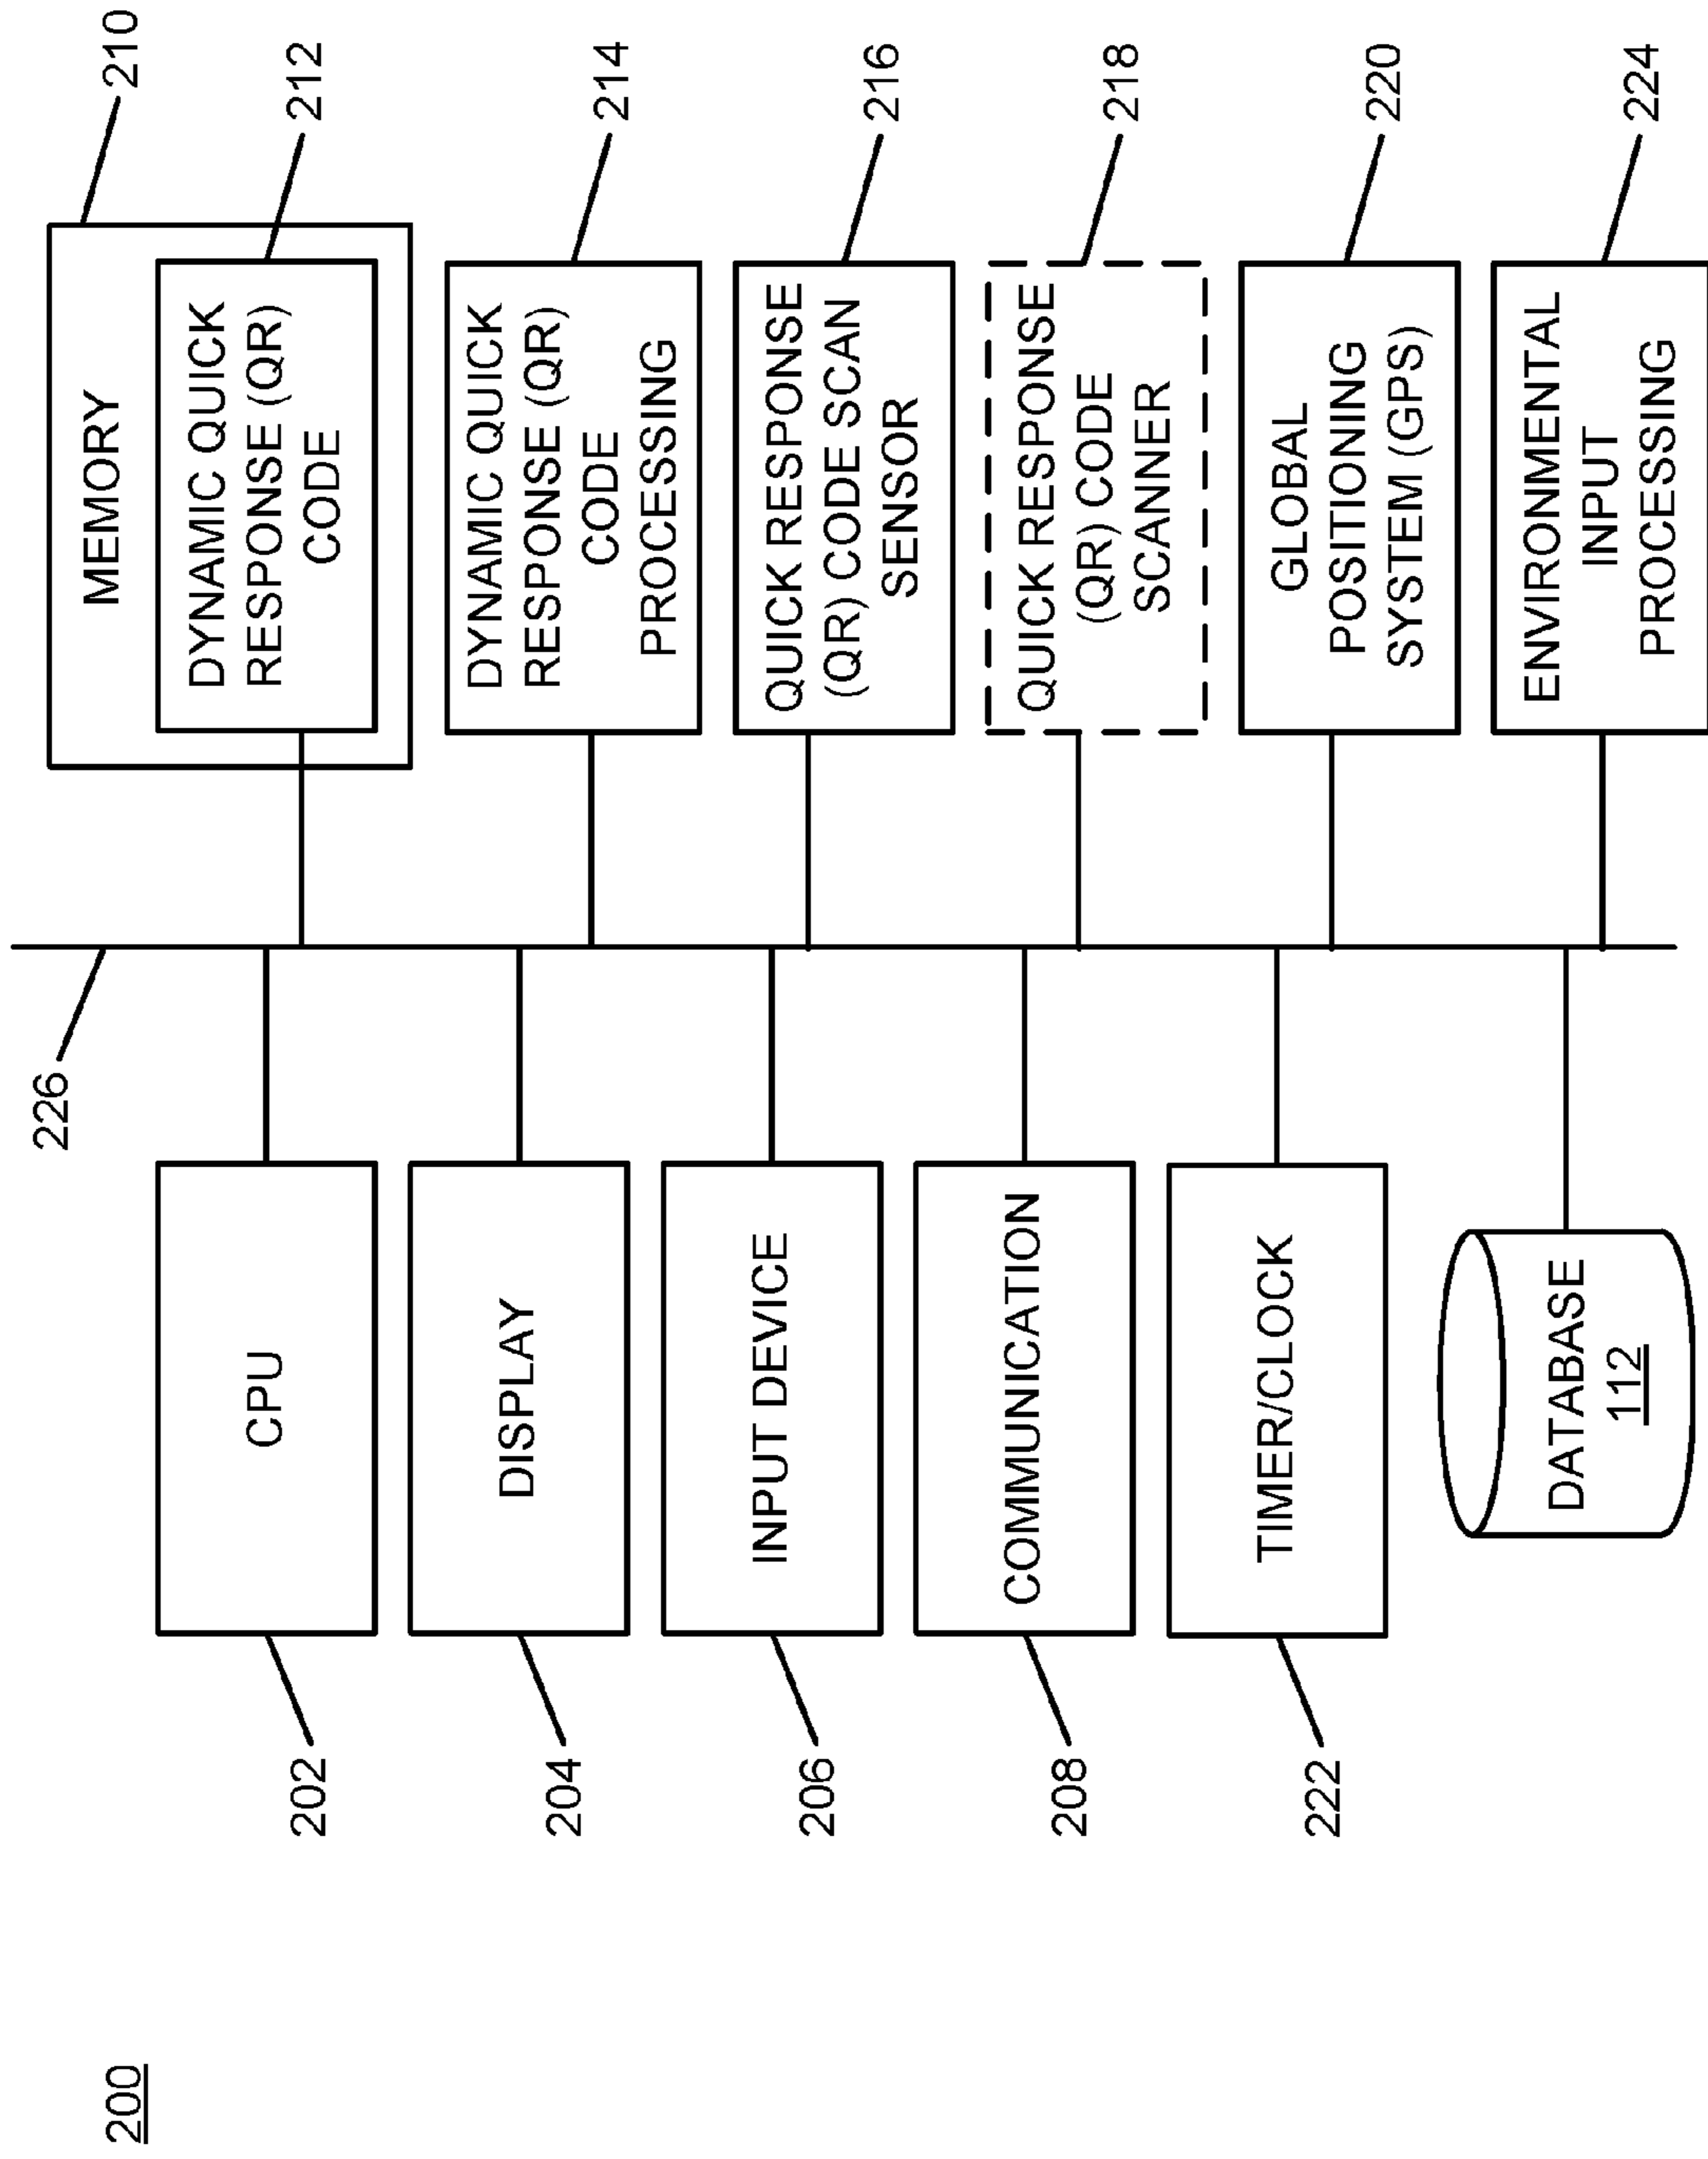 200
226
210
MEMORY
DYNAMIC QUICK
RESPONSE (QR)
CODE
212
202
CPU
DYNAMIC QUICK
RESPONSE (QR)
CODE
PROCESSING
214
204
DISPLAY
QUICK RESPONSE
(QR) CODE SCAN
SENSOR
216
206
INPUT DEVICE
QUICK RESPONSE
(QR) CODE
SCANNER
218
208
COMMUNICATION
GLOBAL
POSITIONING
SYSTEM (GPS)
220
222
TIMER/CLOCK
ENVIRONMENTAL
INPUT
PROCESSING
224
DATABASE
112